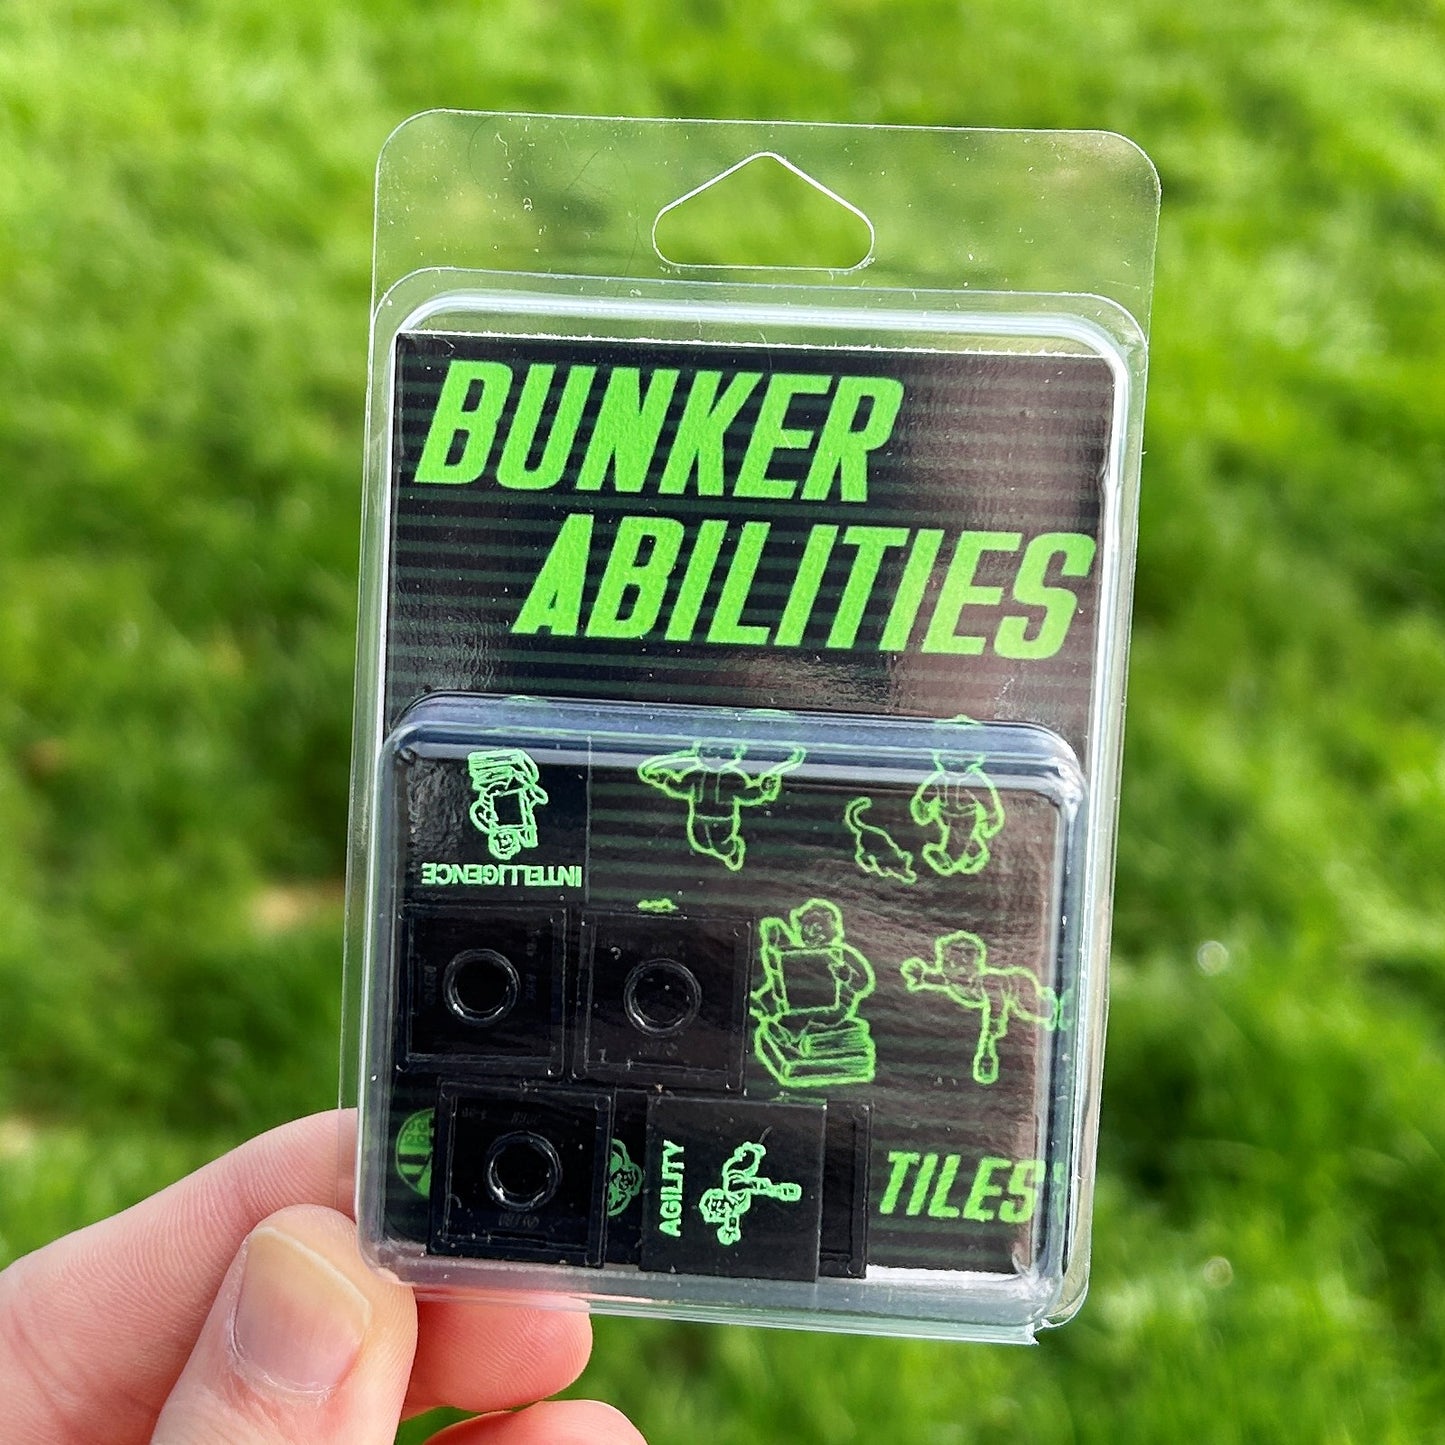 BUNKER
ABILITIES
INTELLIGENCE
AGILITY
TILES